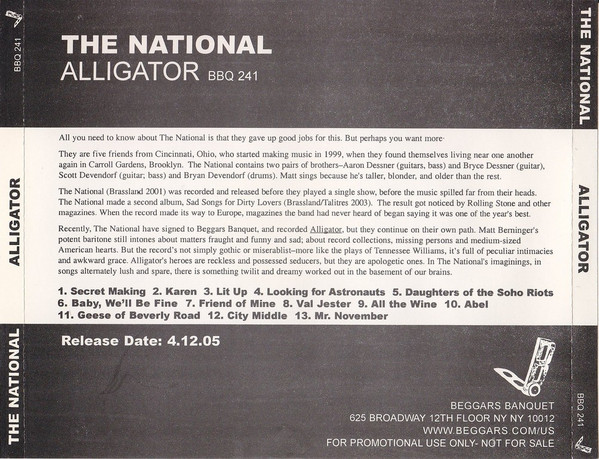 BBQ 241
THE NATIONAL
ALLIGATOR BBQ 241
THE NATIONAL
All you need to know about The National is that they gave up good jobs for this. But perhaps you want more-
They are five friends from Cincinnati, Ohio, who started making music in 1999, when they found themselves living near one another
again in Carroll Gardens, Brooklyn. The National contains two pairs of brothers–Aaron Dessner (guitars, bass) and Bryce Dessner (guitar),
Scott Devendorf (guitar; bass) and Bryan Devendorf (drums). Matt sings because he's taller, blonder, and older than the rest.
The National (Brassland 2001) was recorded and released before they played a single show, before the music spilled far from their heads.
The National made a second album, Sad Songs for Dirty Lovers (Brassland/Talitres 2003). The result got noticed by Rolling Stone and other
magazines. When the record made its way to Europe, magazines the band had never heard of began saying it was one of the year's best.
Recently, The National have signed to Beggars Banquet, and recorded Alligator, but they continue on their own path. Matt Berninger's
potent baritone still intones about matters fraught and funny and sad; about record collections, missing persons and medium-sized
American hearts. But the record's not simply gothic or miserablist–more like the plays of Tennessee Williams, it's full of peculiar intimacies
and awkward grace. Alligator's heroes are reckless and possessed seducers, but they are apologetic ones. In The National's imaginings, in
songs alternately lush and spare, there is something twilit and dreamy worked out in the basement of our brains.
ALLIGATOR
ALLIGATOR
1. Secret Making 2. Karen 3. Lit Up 4. Looking for Astronauts 5. Daughters of the Soho Riots
6. Baby, We'll Be Fine 7. Friend of Mine 8. Val Jester 9. All the Wine 10. Abel
11. Geese of Beverly Road 12. City Middle 13. Mr. November
THE NATIONAL
Release Date: 4.12.05
BEGGARS BANQUET
625 BROADWAY 12TH FLOOR NY NY 10012
WWW.BEGGARS.COM/US
FOR PROMOTIONAL USE ONLY- NOT FOR SALE
BBQ 241